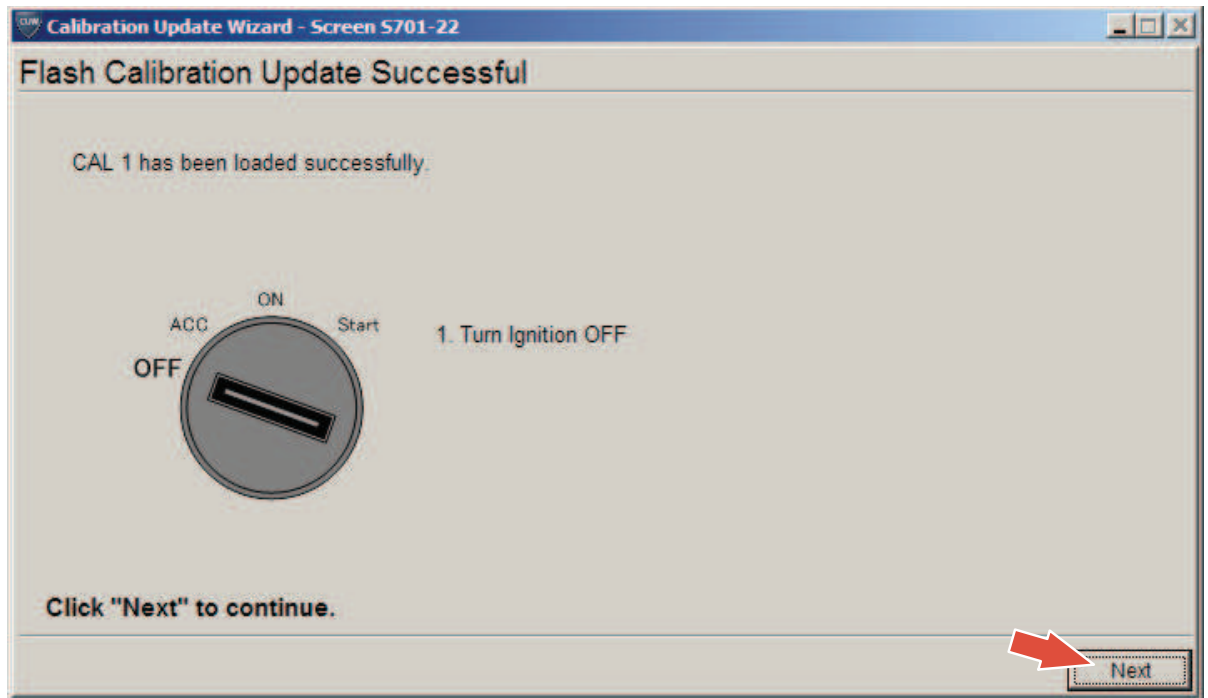 CUW Calibration Update Wizard - Screen S701-22
Flash Calibration Update Successful
CAL 1 has been loaded successfully.
ON
ACC
Start
OFF
1. Turn Ignition OFF
Click "Next" to continue.
Next